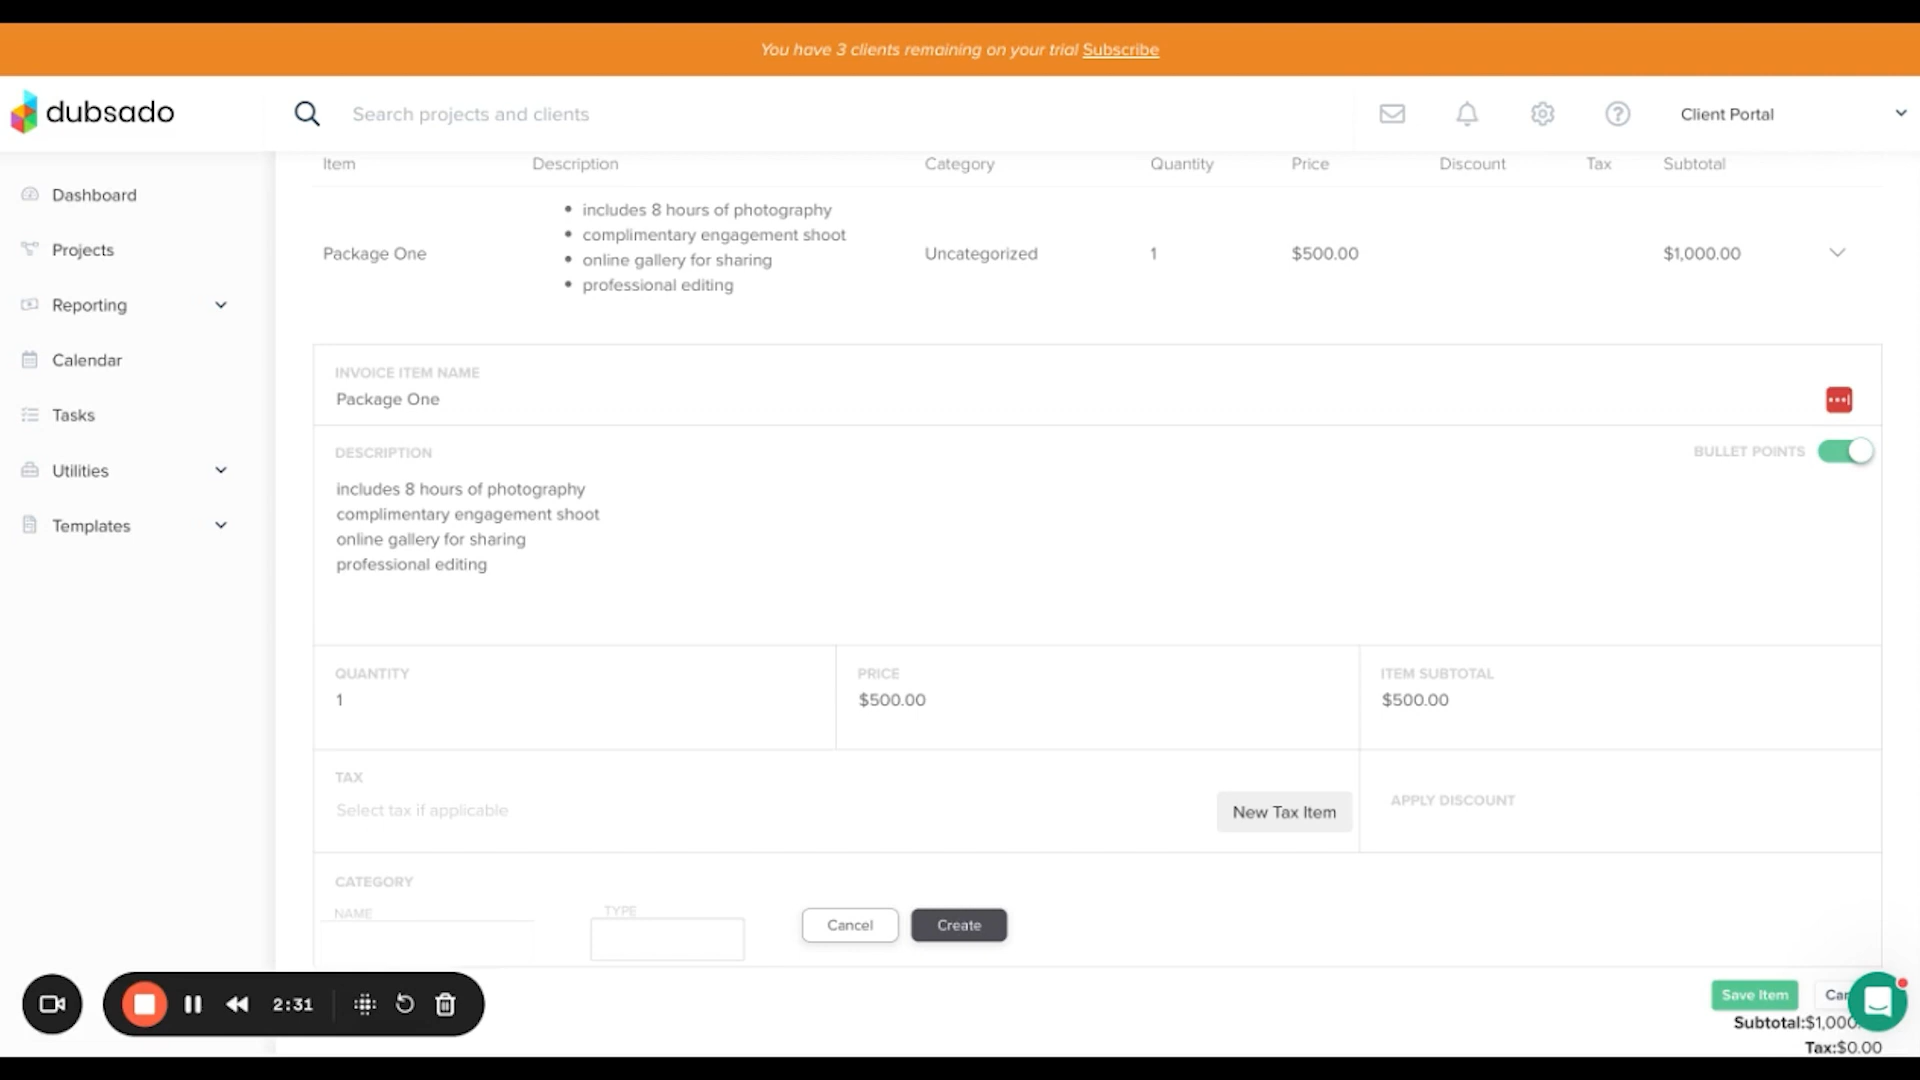 You have 3 clients remaining on your trial Subscribe
dubsado
Search projects and clients
Client Portal
Dashboard
Projects
Reporting
Calendar
Tasks
Utilities
Templates
Item Description Category Quantity Price Discount Tax Subtotal
Package One
includes 8 hours of photography
complimentary engagement shoot
online gallery for sharing
professional editing
Uncategorized 1 $500.00 $1,000.00
INVOICE ITEM NAME
Package One
DESCRIPTION
BULLET POINTS
includes 8 hours of photography
complimentary engagement shoot
online gallery for sharing
professional editing
QUANTITY
1
PRICE
$500.00
ITEM SUBTOTAL
$500.00
TAX
Select tax if applicable
New Tax Item
APPLY DISCOUNT
CATEGORY
NAME
TYPE
Cancel
Create
2:31
Save Item
Subtotal:$1,000.
Tax:$0.00